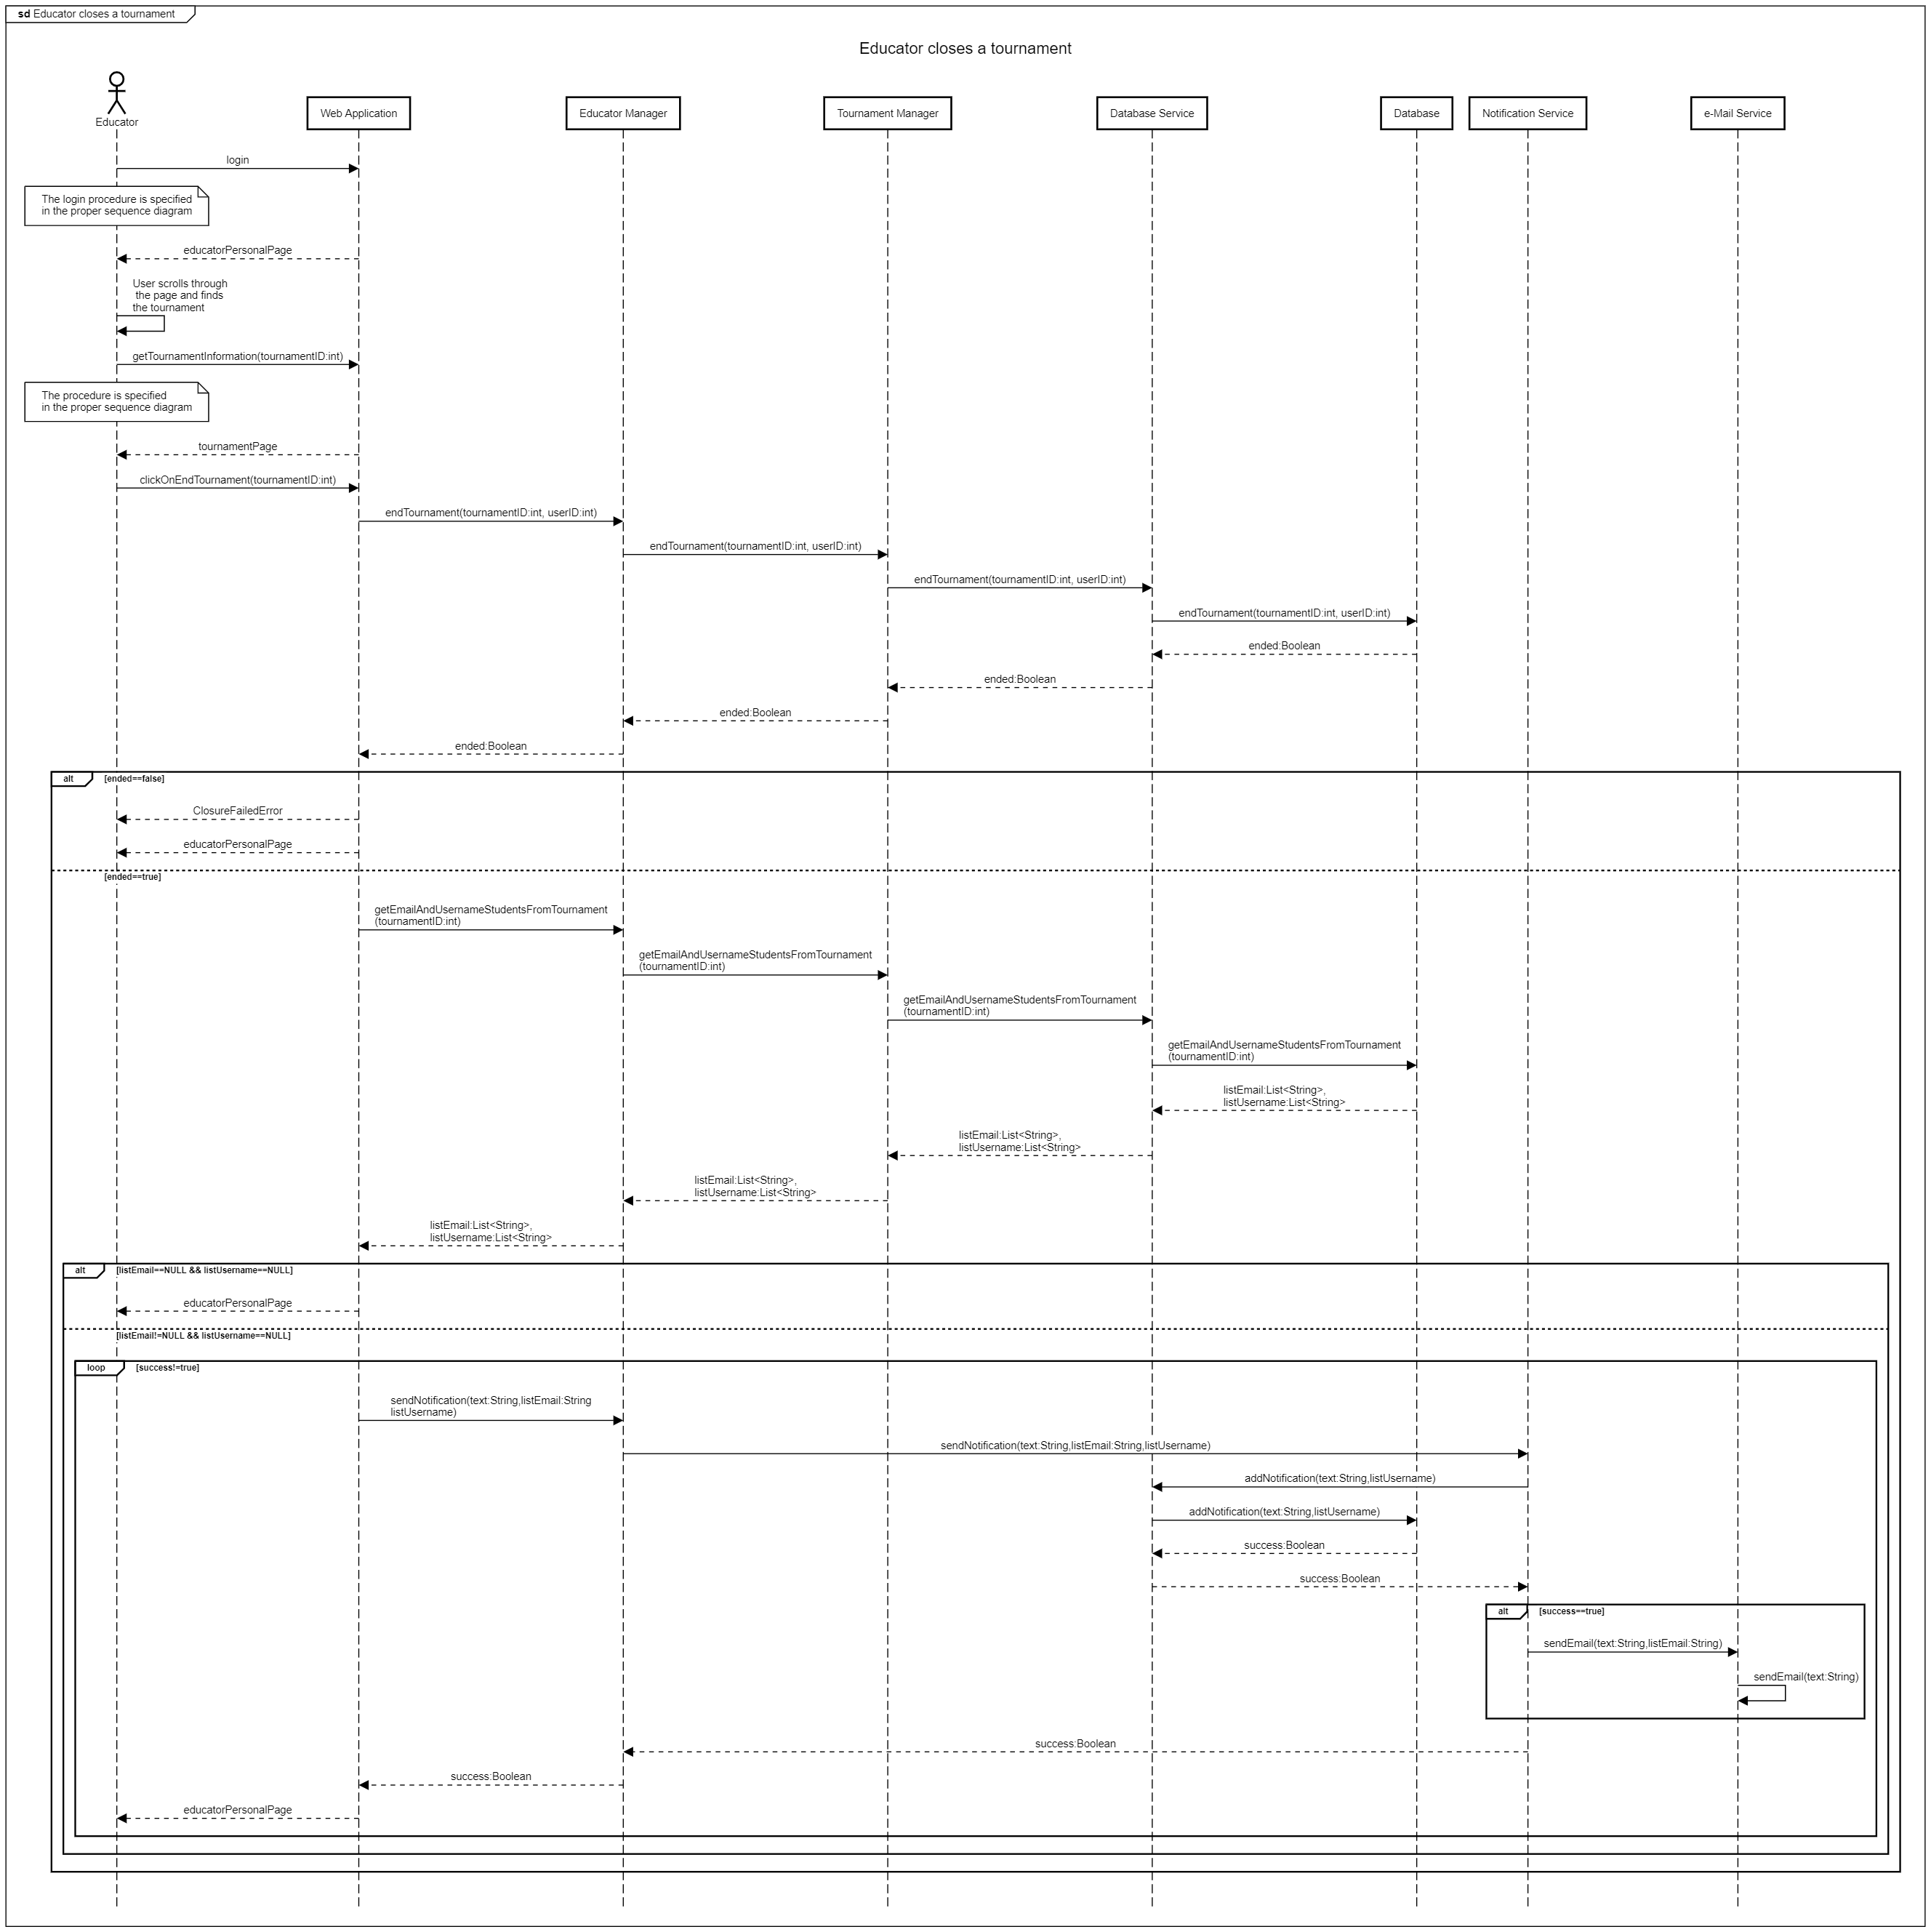 sd Educator closes a tournament
Educator closes a tournament
Educator
Web Application
Educator Manager
Tournament Manager
Database Service
Database
Notification Service
e-Mail Service
login
The login procedure is specified
in the proper sequence diagram
educatorPersonalPage
User scrolls through
the page and finds
the tournament
getTournamentInformation(tournamentID:int)
The procedure is specified
in the proper sequence diagram
tournamentPage
clickOnEndTournament(tournamentID:int)
endTournament(tournamentID:int, userID:int)
endTournament(tournamentID:int, userID:int)
endTournament(tournamentID:int, userID:int)
endTournament(tournamentID:int, userID:int)
ended:Boolean
ended:Boolean
ended:Boolean
ended:Boolean
alt [ended==false]
ClosureFailedError
educatorPersonalPage
[ended==true]
getEmailAndUsernameStudentsFromTournament
(tournamentID:int)
getEmailAndUsernameStudentsFromTournament
(tournamentID:int)
getEmailAndUsernameStudentsFromTournament
(tournamentID:int)
getEmailAndUsernameStudentsFromTournament
(tournamentID:int)
listEmail:List<String>,
listUsername:List<String>
listEmail:List<String>,
listUsername:List<String>
listEmail:List<String>,
listUsername:List<String>
listEmail:List<String>,
listUsername:List<String>
alt [listEmail==NULL && listUsername==NULL]
educatorPersonalPage
[listEmail!=NULL && listUsername==NULL]
loop [success!=true]
sendNotification(text:String,listEmail:String
listUsername)
sendNotification(text:String,listEmail:String,listUsername)
addNotification(text:String,listUsername)
addNotification(text:String,listUsername)
success:Boolean
success:Boolean
alt [success==true]
sendEmail(text:String,listEmail:String)
sendEmail(text:String)
success:Boolean
success:Boolean
educatorPersonalPage